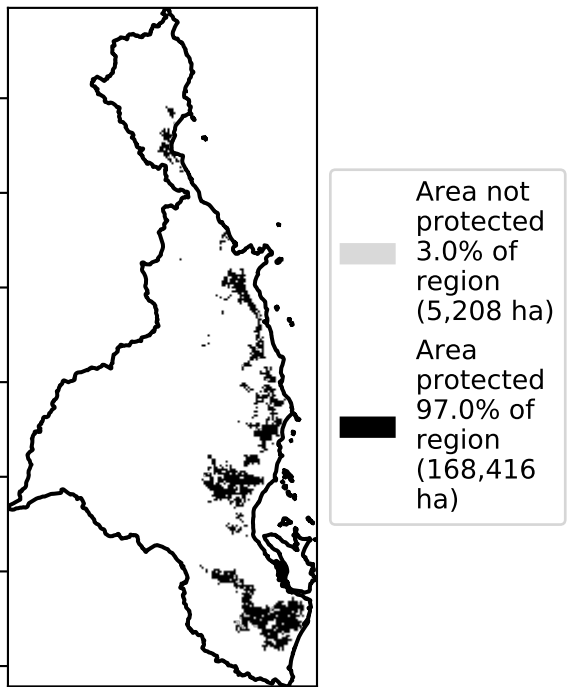 Area not
protected
3.0% of
region
(5,208 ha)
Area
protected
97.0% of
region
(168,416
ha)